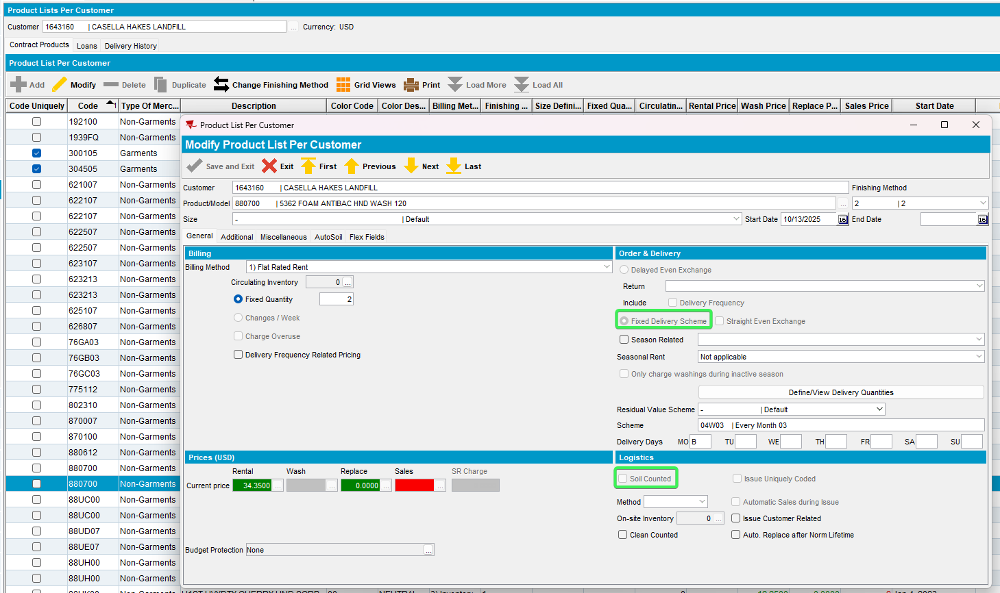 Product Lists Per Customer
Customer 1643160 | CASELLA HAKES LANDFILL ... Currency: USD
Contract Products Loans Delivery History
Product List Per Customer
Add Modify Delete Duplicate Change Finishing Method Grid Views Print Load More Load All
Code Uniquely Code 1 Type Of Merc... Description Color Code Color Des... Billing Met... Finishing ... Size Defini... Fixed Qua... Circulatin... Rental Price Wash Price Replace P... Sales Price Start Date
192100 Non-Garments
1939FQ Non-Garments
300105 Garments
304505 Garments
621007 Non-Garments
622107 Non-Garments
622107 Non-Garments
622507 Non-Garments
622507 Non-Garments
623107 Non-Garments
623213 Non-Garments
623213 Non-Garments
625107 Non-Garments
626807 Non-Garments
76GA03 Non-Garments
76GB03 Non-Garments
76GC03 Non-Garments
775112 Non-Garments
802310 Non-Garments
870007 Non-Garments
870100 Non-Garments
880612 Non-Garments
880700 Non-Garments
880700 Non-Garments
88UC00 Non-Garments
88UC00 Non-Garments
88UD07 Non-Garments
88UE07 Non-Garments
88UH00 Non-Garments
88UH00 Non-Garments
Product List Per Customer
Modify Product List Per Customer
Save and Exit Exit First Previous Next Last
Customer 1643160 | CASELLA HAKES LANDFILL Finishing Method
Product/Model 880700 | 5362 FOAM ANTIBAC HND WASH 120 ... 2 | 2
Size - | Default Start Date 10/13/2025 16 End Date 16
General Additional Miscellaneous AutoSoil Flex Fields
Billing
Billing Method 1) Flat Rated Rent
Circulating Inventory 0 ...
Fixed Quantity 2
Changes / Week
Charge Overuse
Delivery Frequency Related Pricing
Order & Delivery
Delayed Even Exchange
Return
Include Delivery Frequency
Fixed Delivery Scheme Straight Even Exchange
Season Related
Seasonal Rent Not applicable
Only charge washings during inactive season
Define/View Delivery Quantities
Residual Value Scheme - | Default
Scheme 04W03 | Every Month 03
Delivery Days MO B TU WE TH FR SA SU
Prices (USD)
Rental Wash Replace Sales SR Charge
Current price 34.3500 ... ... 0.0000 ... ...
Budget Protection None ...
Logistics
Soil Counted Issue Uniquely Coded
Method Automatic Sales during Issue
On-site Inventory 0 ... Issue Customer Related
Clean Counted Auto. Replace after Norm Lifetime